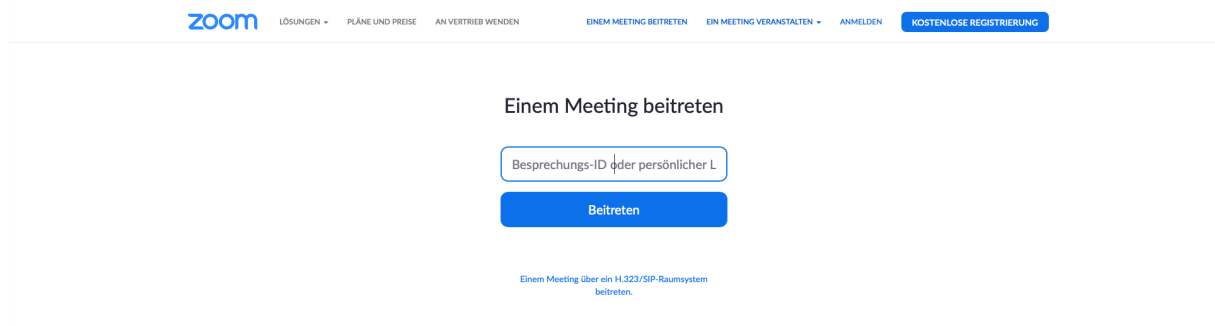 zoom LÖSUNGEN PLÄNE UND PREISE AN VERTRIEB WENDEN EINEM MEETING BEITRETEN EIN MEETING VERANSTALTEN ANMELDEN KOSTENLOSE REGISTRIERUNG
Einem Meeting beitreten
Besprechungs-ID oder persönlicher L
Beitreten
Einem Meeting über ein H.323/SIP-Raumsystem
beitreten.